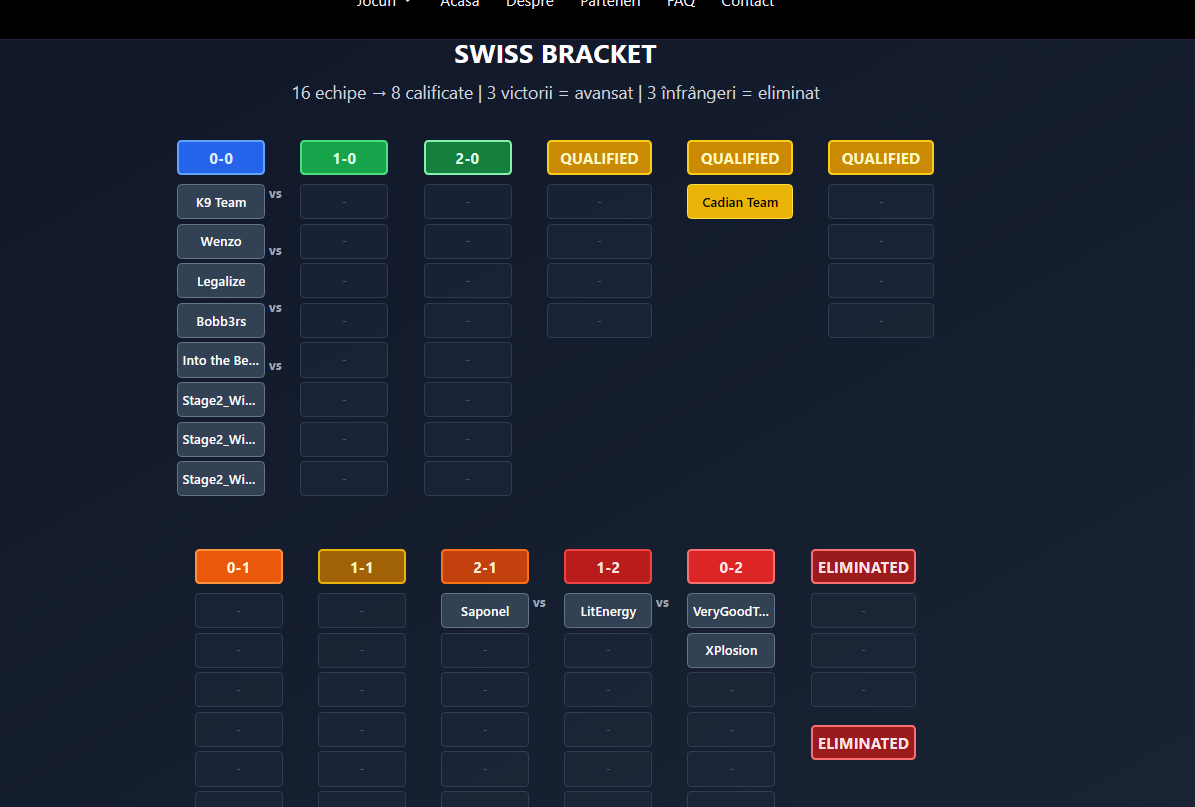 Jocuri Acasa Despre Parteneri FAQ Contact
SWISS BRACKET
16 echipe → 8 calificate | 3 victorii = avansat | 3 înfrângeri = eliminat
0-0 1-0 2-0 QUALIFIED QUALIFIED QUALIFIED
K9 Team vs - - - Cadian Team -
Wenzo vs - - - -
Legalize - - - -
Bobb3rs vs - - - -
Into the Be... vs - -
Stage2_Wi... - -
Stage2_Wi... - -
Stage2_Wi... - -
0-1 1-1 2-1 1-2 0-2 ELIMINATED
- - Saponel vs LitEnergy vs VeryGoodT... -
- - - - XPlosion -
- - - - - -
- - - - - ELIMINATED
- - - - -